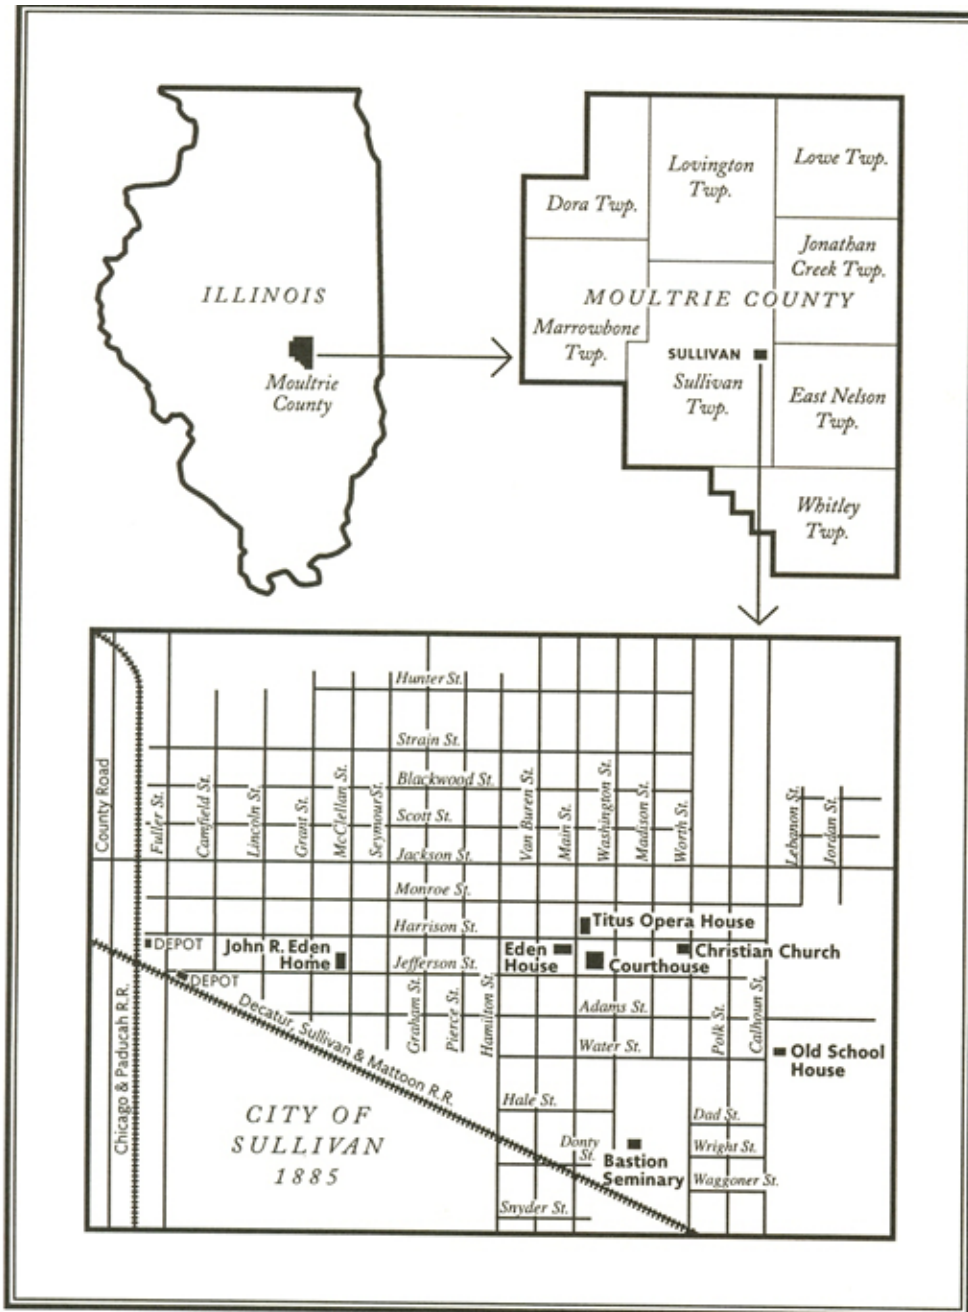 ILLINOIS
Moultrie
County
Lovington
Twp.
Lowe Twp.
Dora Twp.
Jonathan
Creek Twp.
MOULTRIE COUNTY
Marrowbone
Twp.
SULLIVAN
Sullivan
Twp.
East Nelson
Twp.
Whitley
Twp.
Hunter St.
Strain St.
Blackwood St.
Scott St.
Jackson St.
Monroe St.
Harrison St.
Jefferson St.
County Road
Fuller St.
Camfield St.
Lincoln St.
Grant St.
McClellan St.
Seymour St.
Van Buren St.
Main St.
Washington St.
Madison St.
Worth St.
Lebanon St.
Jordan St.
Titus Opera House
DEPOT
John R. Eden
Home
Eden
House
Courthouse
Christian Church
DEPOT
Chicago & Paducah R.R.
Decatur, Sullivan & Mattoon R.R.
Graham St.
Pierce St.
Hamilton St.
Adams St.
Water St.
Polk St.
Calhoun St.
Old School
House
Hale St.
Dad St.
Donty
St.
Wright St.
Bastion
Seminary
Waggoner St.
Snyder St.
CITY OF
SULLIVAN
1885